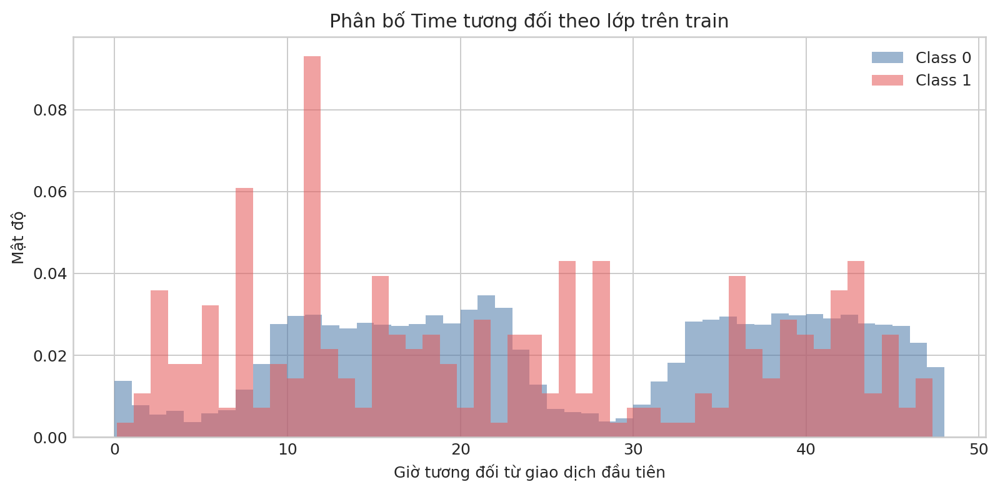 Phân bố Time tương đối theo lớp trên train
Class 0
Class 1
Mật độ
0.08
0.06
0.04
0.02
0.00
0 10 20 30 40 50
Giờ tương đối từ giao dịch đầu tiên